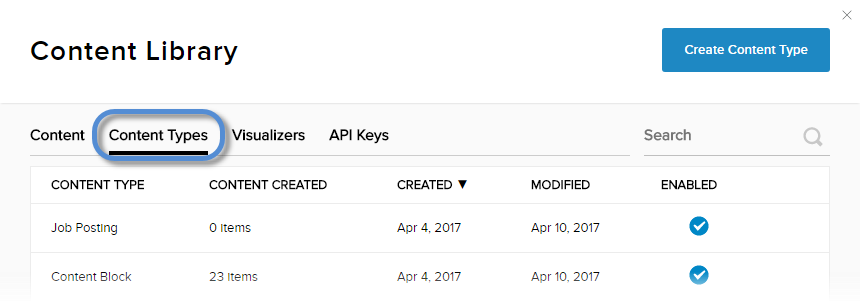 Content Library
Create Content Type
Content Content Types Visualizers API Keys Search
CONTENT TYPE CONTENT CREATED CREATED ▼ MODIFIED ENABLED
Job Posting 0 items Apr 4, 2017 Apr 10, 2017
Content Block 23 items Apr 4, 2017 Apr 10, 2017